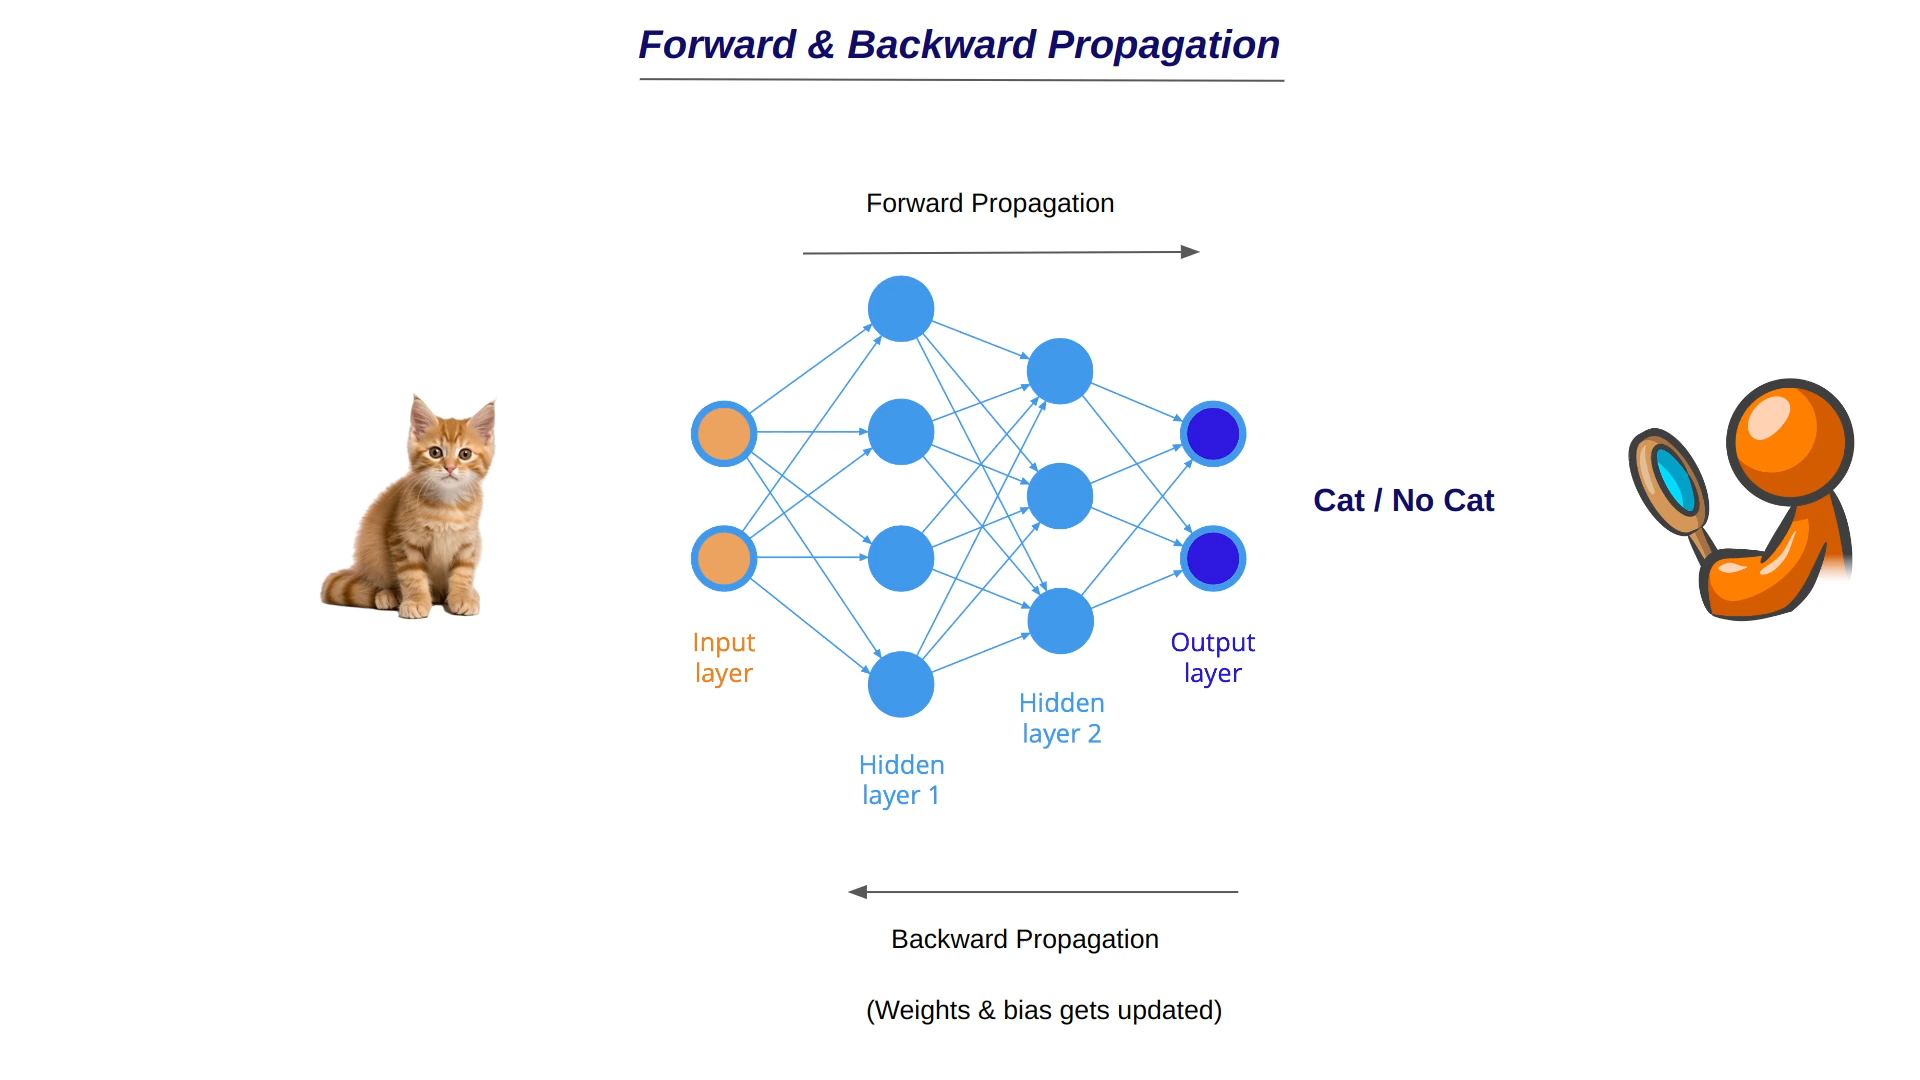 Forward & Backward Propagation
Forward Propagation
Cat / No Cat
Input
layer
Output
layer
Hidden
layer 2
Hidden
layer 1
Backward Propagation
(Weights & bias gets updated)